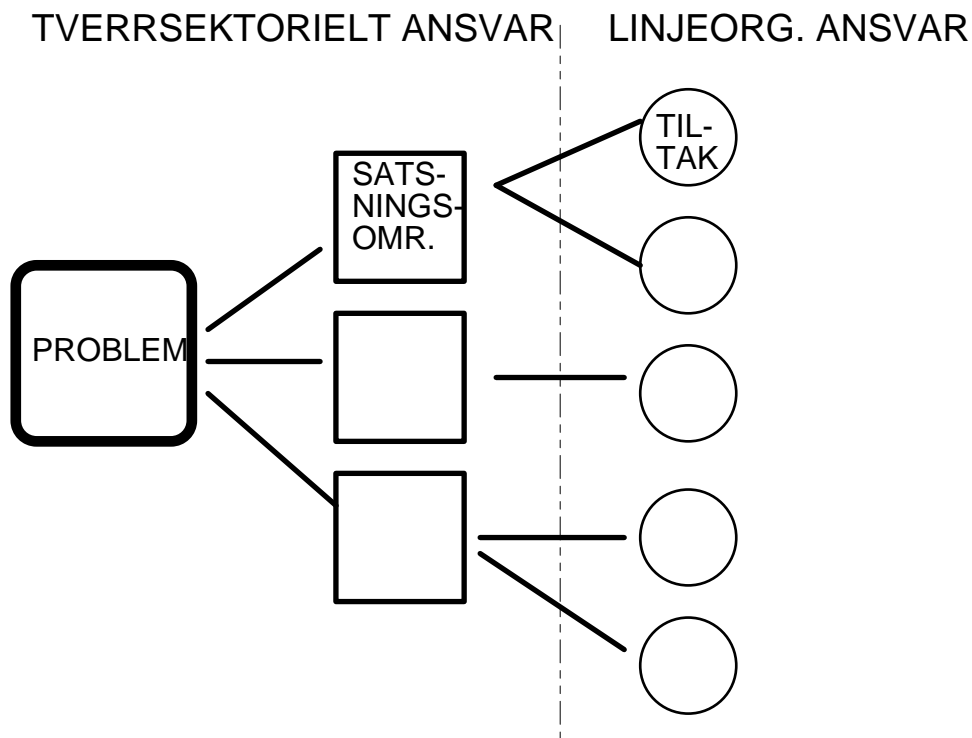 TVERRSEKTORIELT ANSVAR
LINJEORG. ANSVAR
TIL-
TAK
SATS-
NINGS-
OMR.
PROBLEM